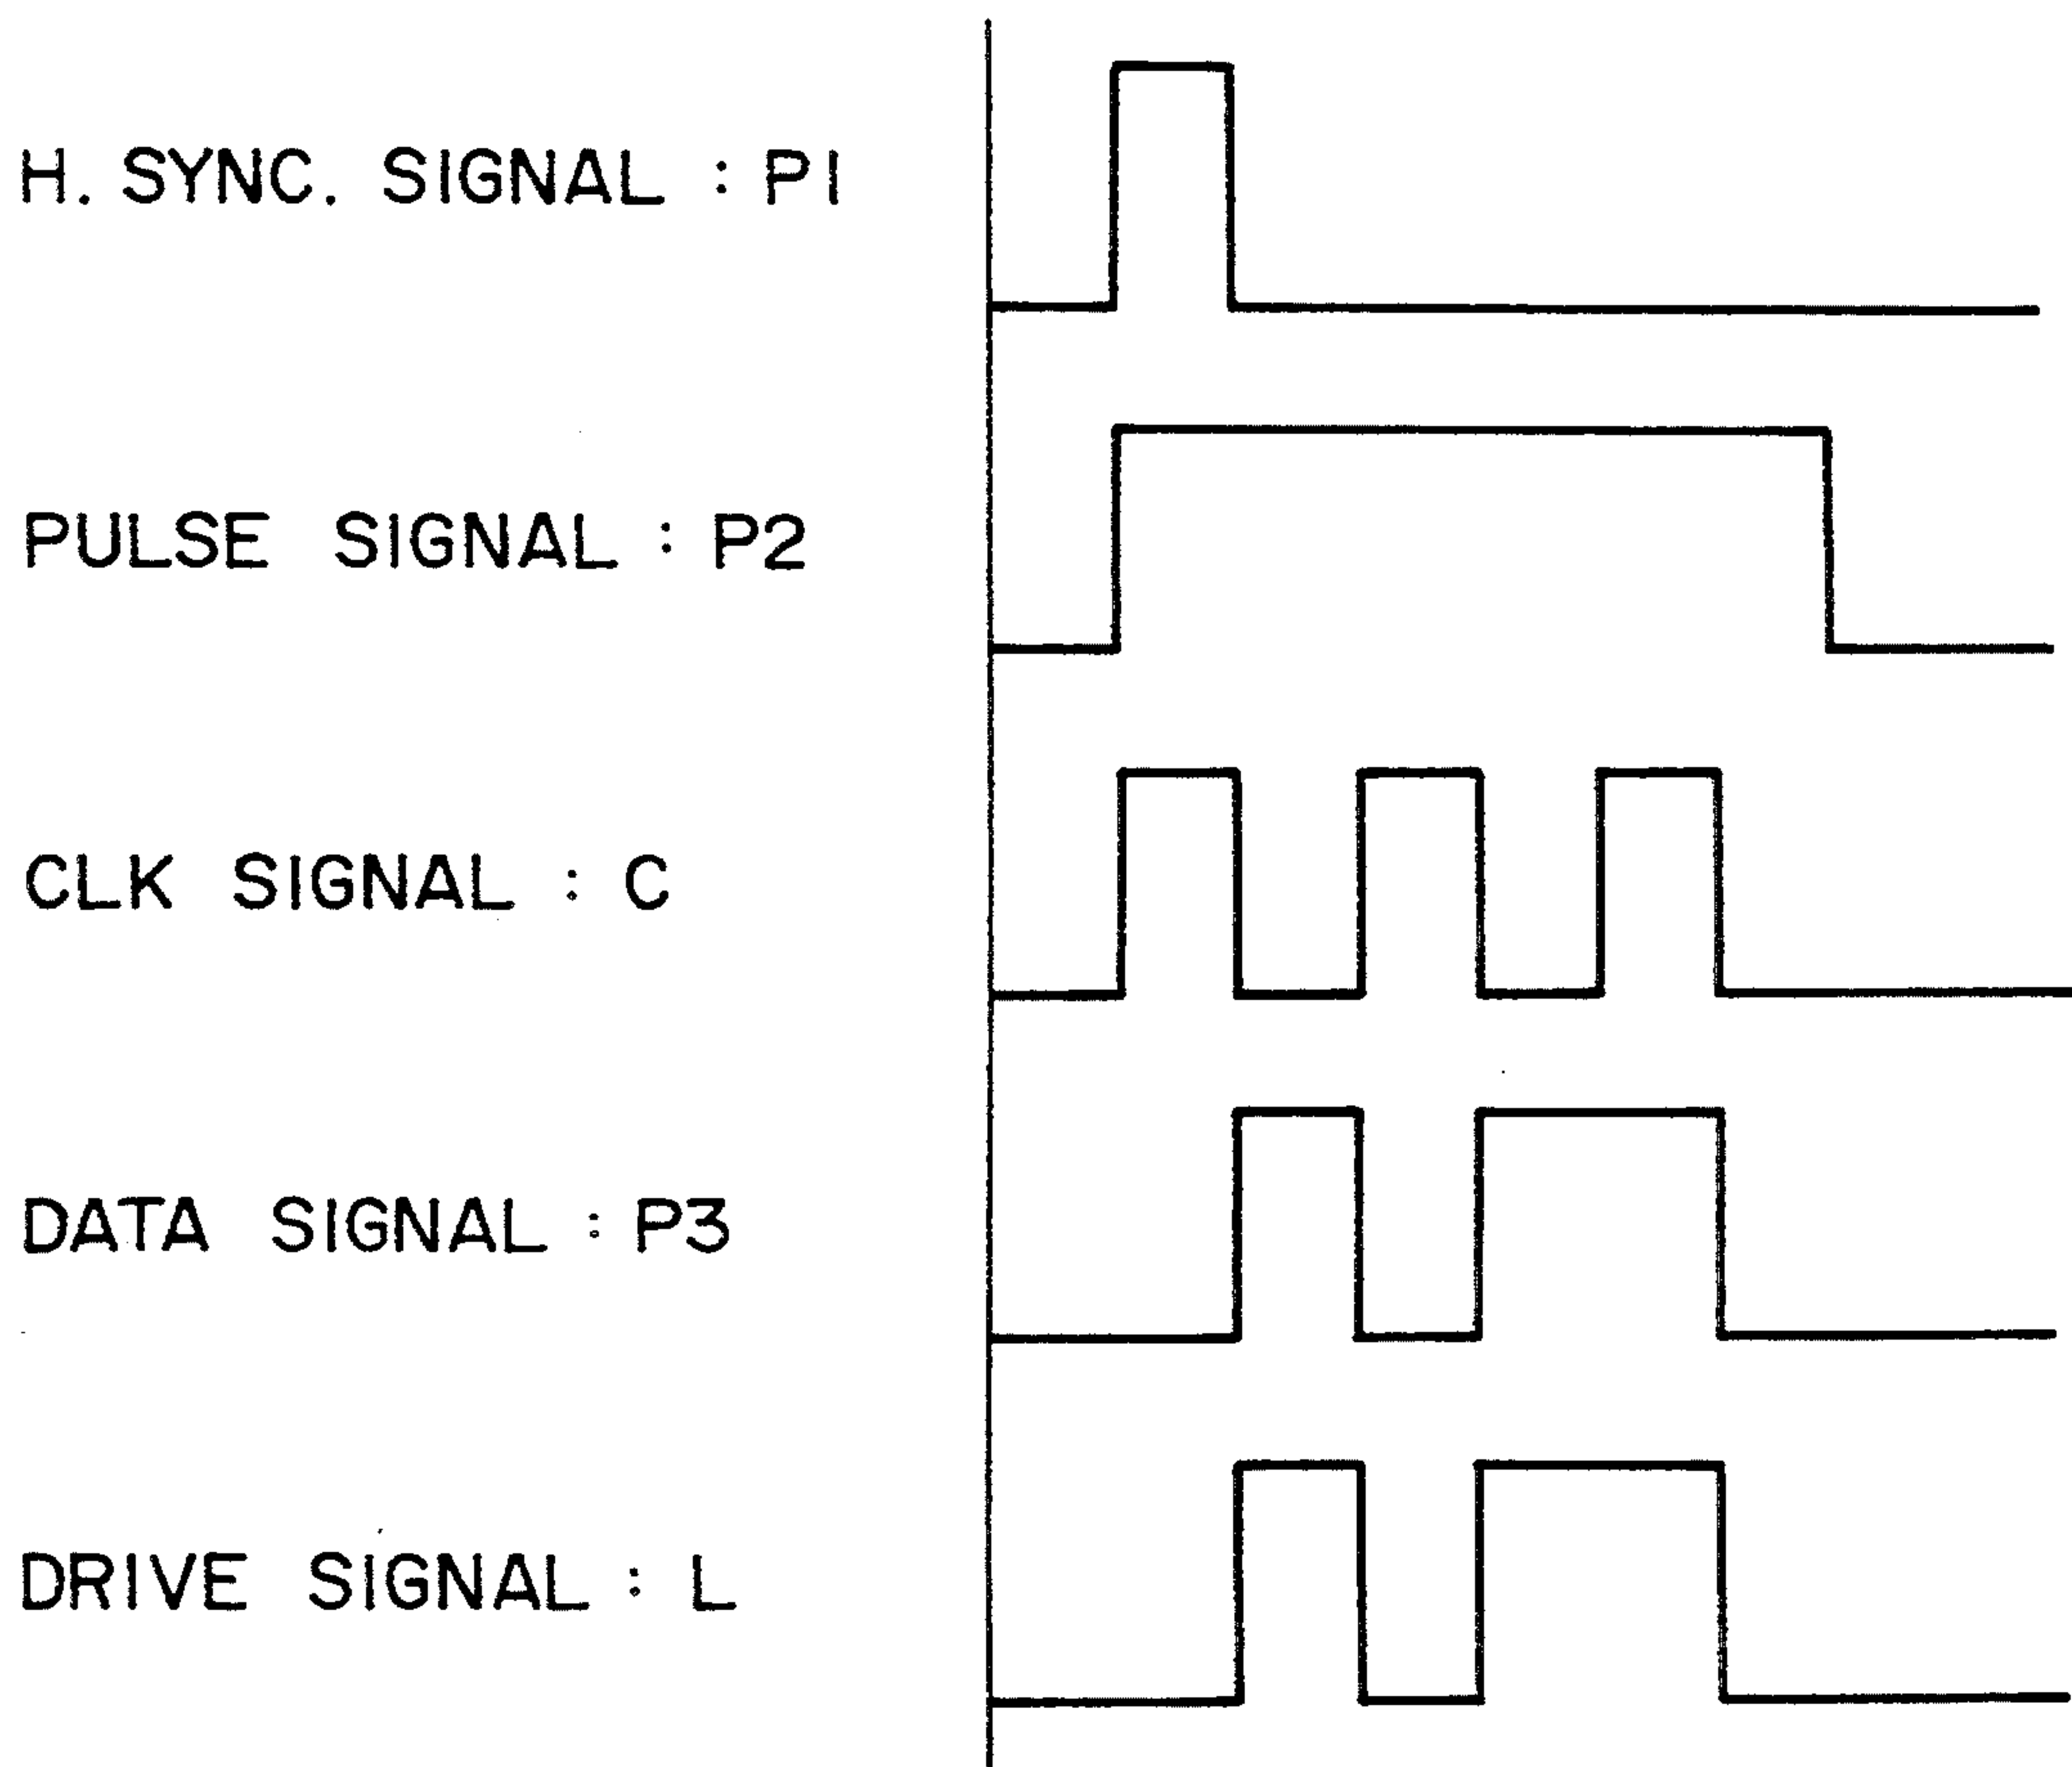 H. SYNC. SIGNAL : P1
PULSE SIGNAL : P2
CLK SIGNAL : C
DATA SIGNAL : P3
DRIVE SIGNAL : L